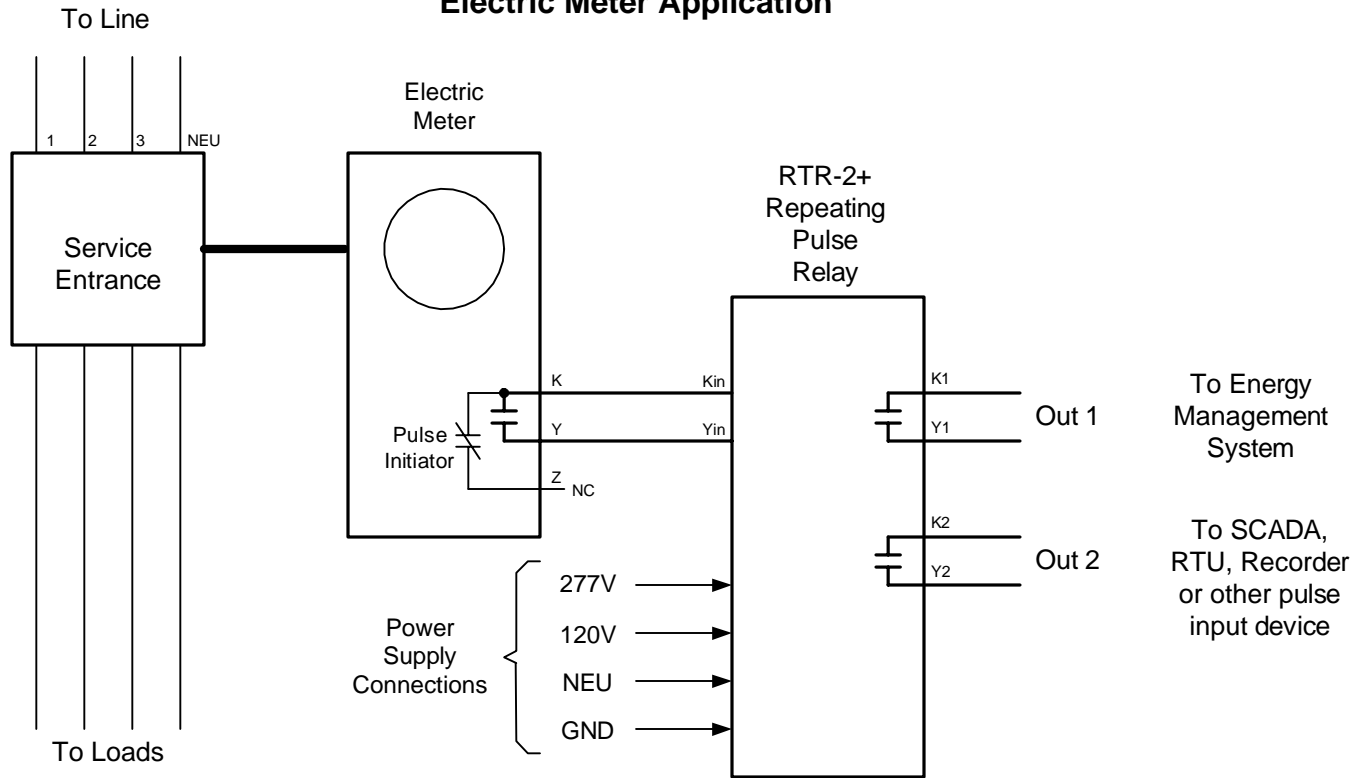 Electric Meter Application
To Line
1
2
3
NEU
Service
Entrance
To Loads
Electric
Meter
K
Y
Z
NC
Pulse
Initiator
RTR-2+
Repeating
Pulse
Relay
Kin
Yin
K1
Y1
Out 1
To Energy
Management
System
K2
Y2
Out 2
To SCADA,
RTU, Recorder
or other pulse
input device
Power
Supply
Connections
277V
120V
NEU
GND